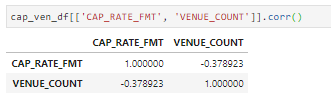 cap_ven_df[['CAP_RATE_FMT', 'VENUE_COUNT']].corr()
CAP_RATE_FMT VENUE_COUNT
CAP_RATE_FMT 1.000000 -0.378923
VENUE_COUNT -0.378923 1.000000